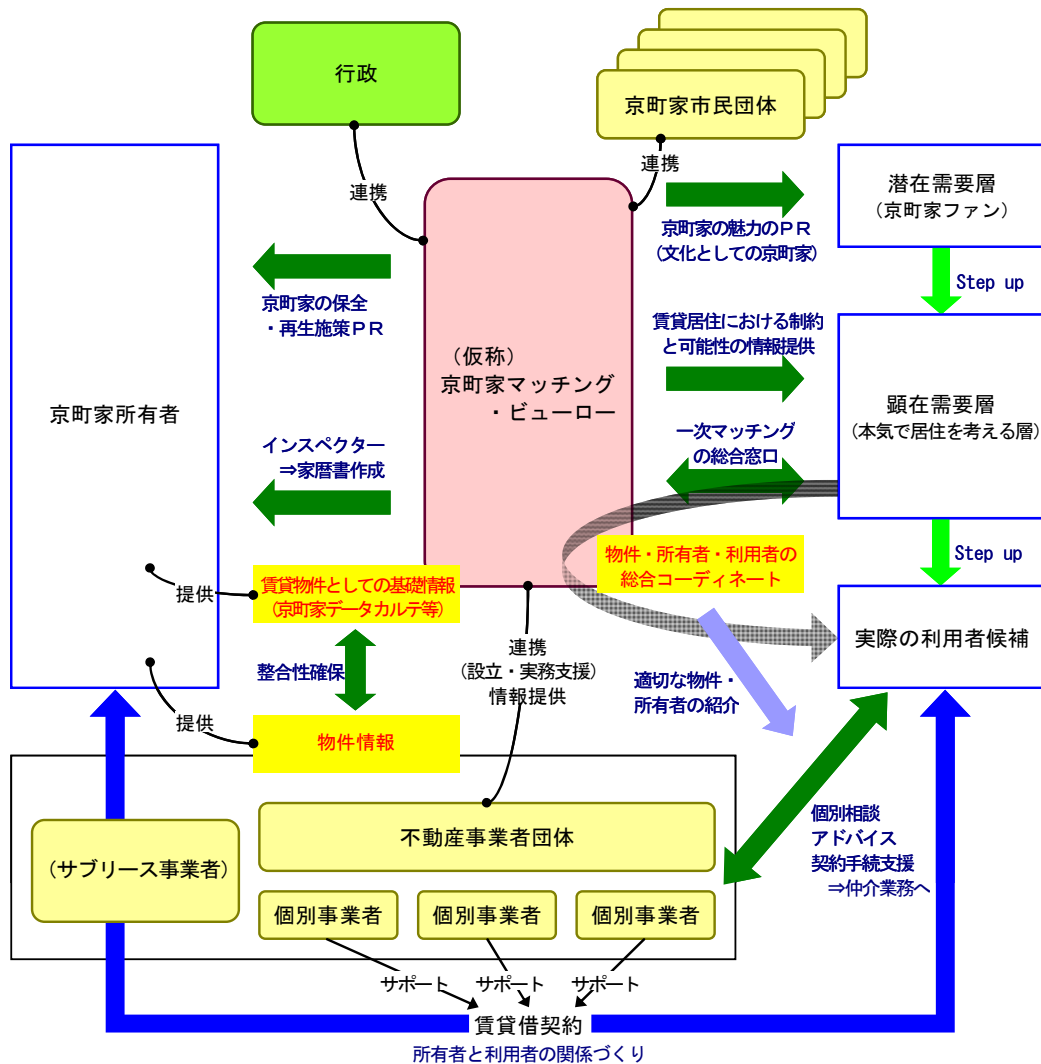 行政
京町家市民団体
連携
連携
潜在需要層
(京町家ファン)
京町家の魅力のPR
(文化としての京町家)
Step up
京町家の保全
・再生施策PR
賃貸居住における制約
と可能性の情報提供
(仮称)
京町家マッチング
・ビューロー
京町家所有者
顕在需要層
(本気で居住を考える層)
インスペクター
⇒家暦書作成
一次マッチング
の総合窓口
Step up
物件・所有者・利用者の
総合コーディネート
提供
賃貸物件としての基礎情報
(京町家データカルテ等)
実際の利用者候補
連携
(設立・実務支援)
情報提供
整合性確保
適切な物件・
所有者の紹介
提供
物件情報
個別相談
アドバイス
契約手続支援
⇒仲介業務へ
不動産事業者団体
(サブリース事業者)
個別事業者
個別事業者
個別事業者
サポート
サポート
サポート
賃貸借契約
所有者と利用者の関係づくり